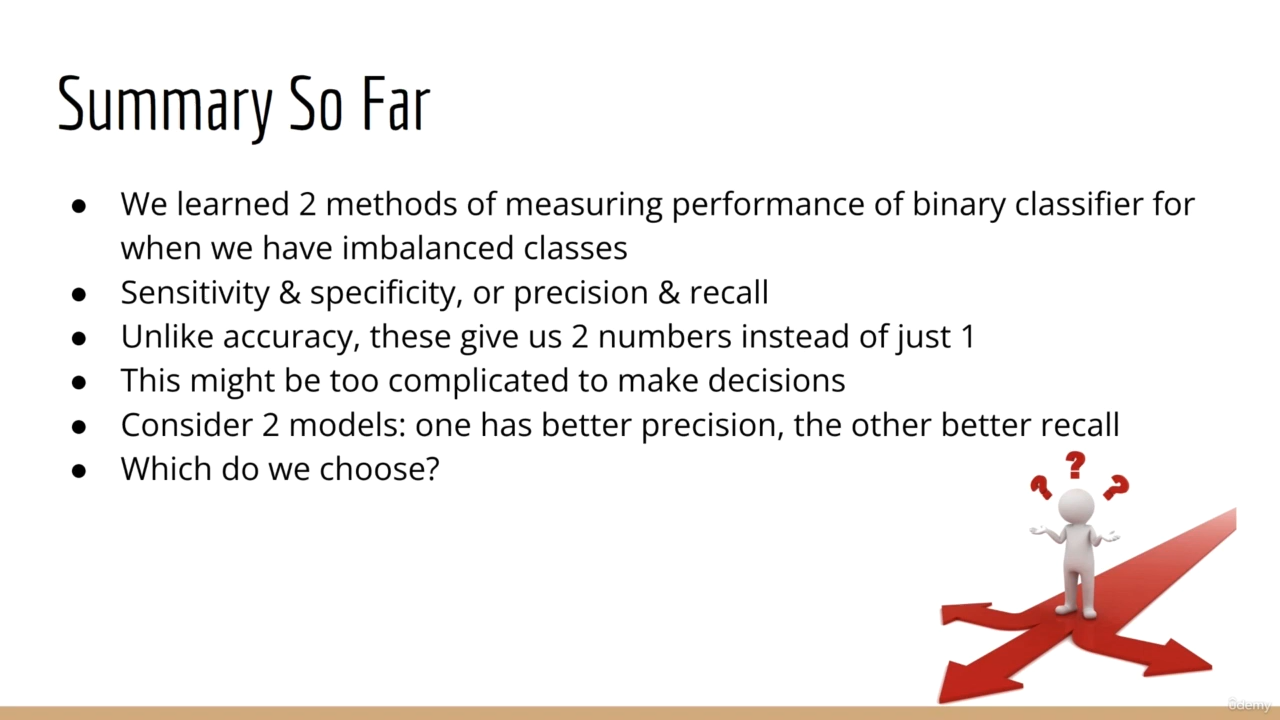 Summary So Far
● We learned 2 methods of measuring performance of binary classifier for
when we have imbalanced classes
● Sensitivity & specificity, or precision & recall
● Unlike accuracy, these give us 2 numbers instead of just 1
● This might be too complicated to make decisions
● Consider 2 models: one has better precision, the other better recall
● Which do we choose?
? ? ?
ûdemy